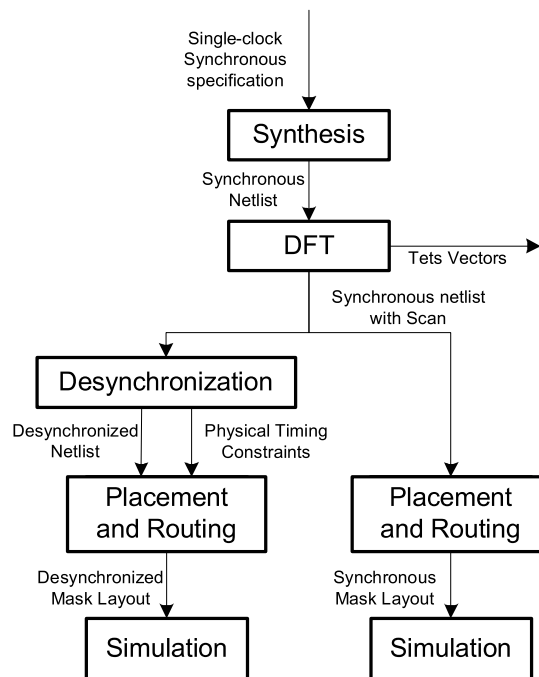 Single-clock
Synchronous
specification
Synthesis
Synchronous
Netlist
DFT
Tets Vectors
Synchronous netlist
with Scan
Desynchronization
Desynchronized
Netlist
Physical Timing
Constraints
Placement
and Routing
Placement
and Routing
Desynchronized
Mask Layout
Synchronous
Mask Layout
Simulation
Simulation